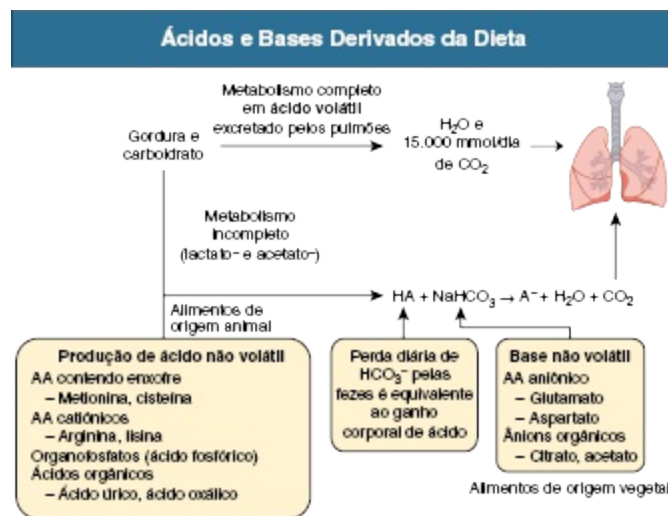 Ácidos e Bases Derivados da Dieta
Metabolismo completo
em ácido volátil
excretado pelos pulmões
Gordura e
carboidrato
H₂O e
15.000 mmol/dia
de CO₂
Metabolismo
incompleto
(lactato⁻ e acetato⁻)
Alimentos de
origem animal
HA + NaHCO₃ → A⁻ + H₂O + CO₂
Produção de ácido não volátil
AA contendo enxofre
– Metionina, cisteína
AA catiônicos
– Arginina, lisina
Organofosfatos (ácido fosfórico)
Ácidos orgânicos
– Ácido úrico, ácido oxálico
Perda diária de
HCO₃⁻ pelas
fezes é equivalente
ao ganho
corporal de ácido
Base não volátil
AA aniônico
– Glutamato
– Aspartato
Ânions orgânicos
– Citrato, acetato
Alimentos de origem vegetal